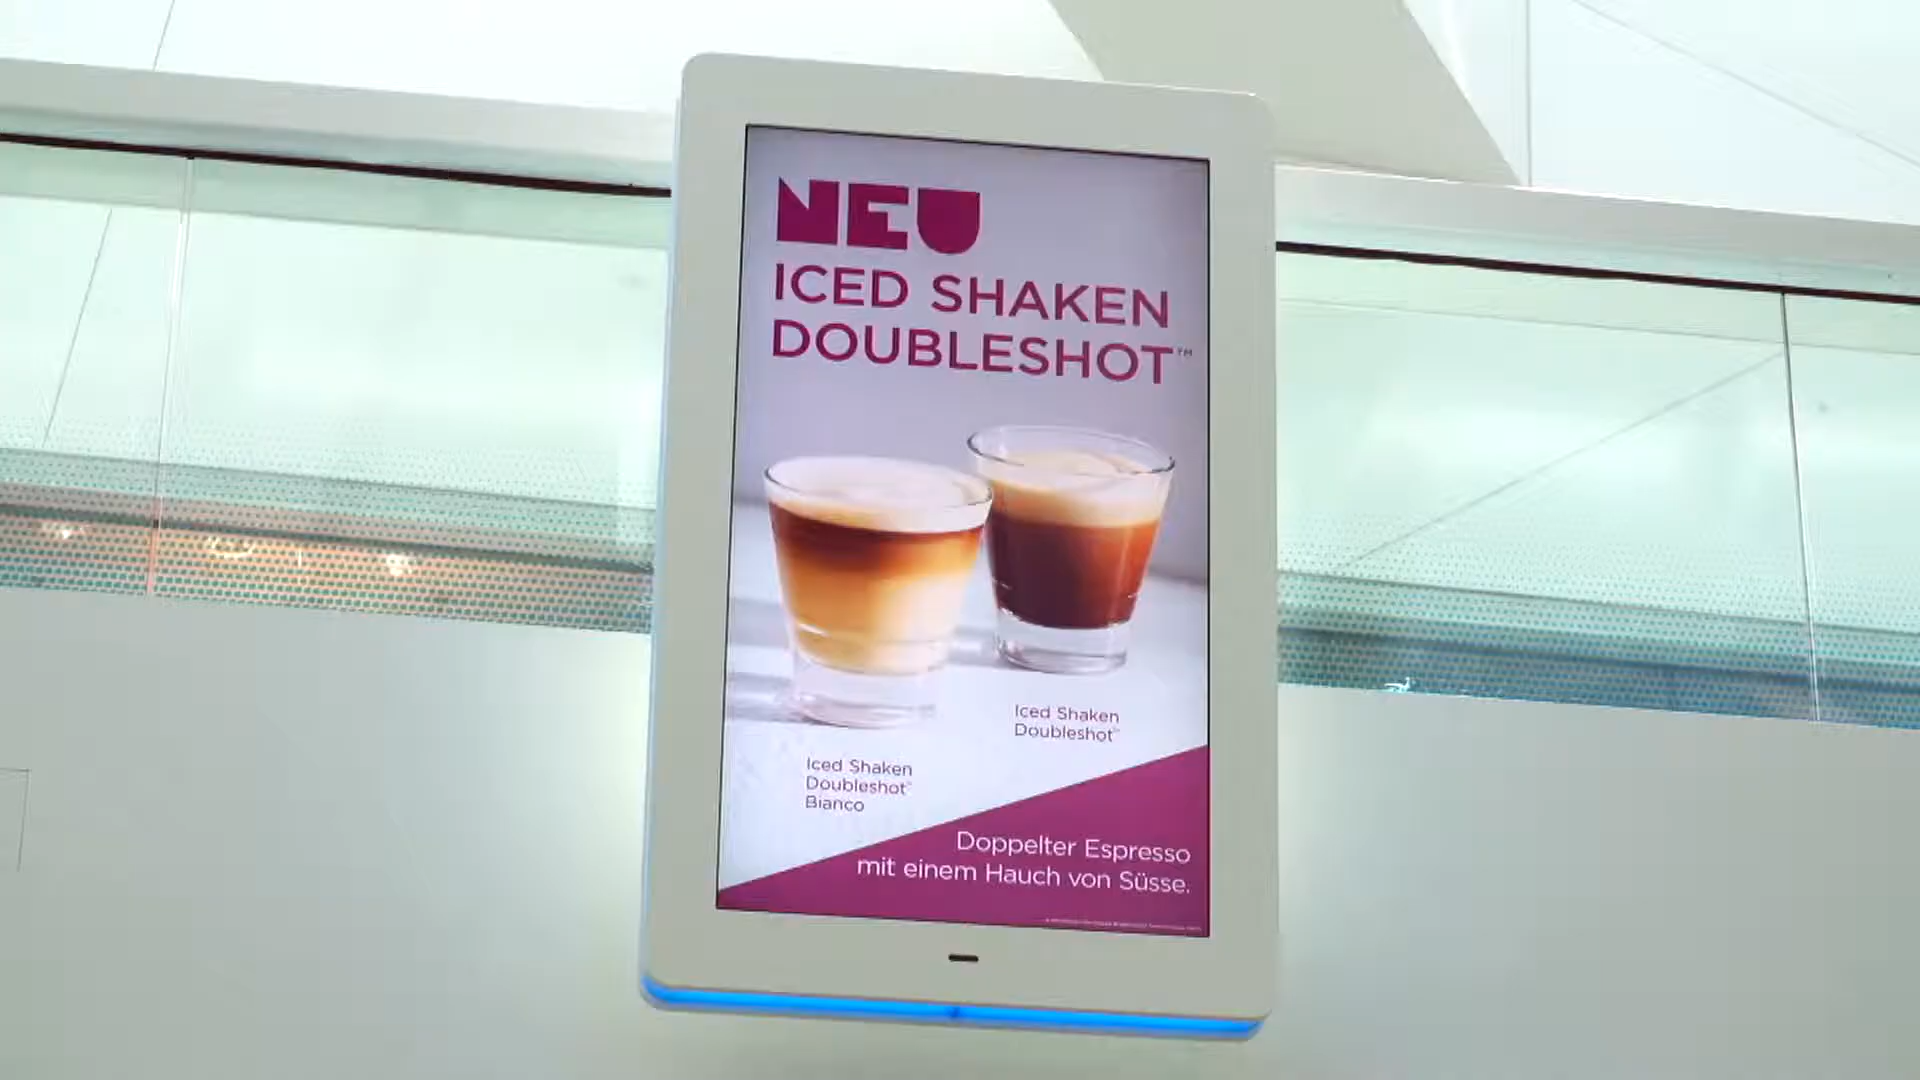 NEU
ICED SHAKEN
DOUBLESHOT™
Iced Shaken
Doubleshot™
Iced Shaken
Doubleshot™
Bianco
Doppelter Espresso
mit einem Hauch von Süsse.